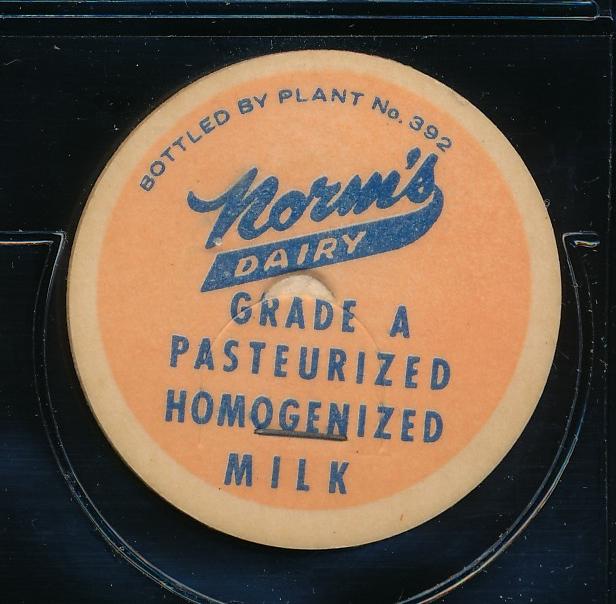 BOTTLED BY PLANT No. 392
Norm's
DAIRY
GRADE A
PASTEURIZED
HOMOGENIZED
MILK